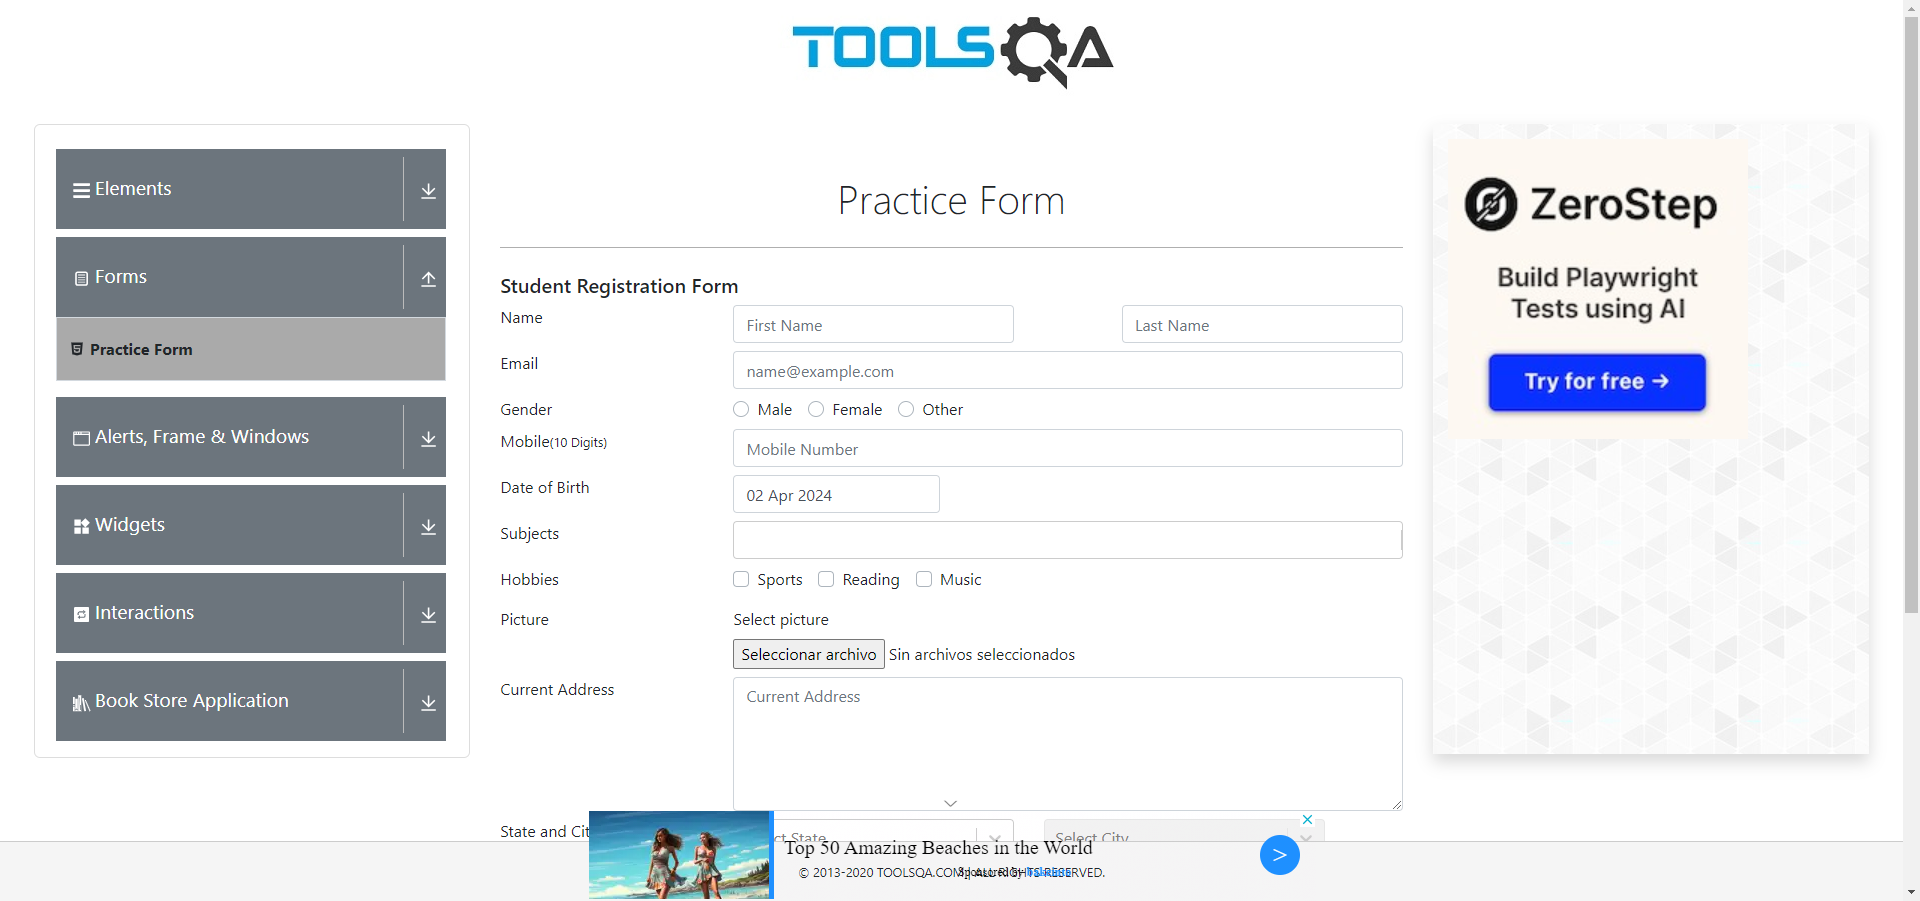 TOOLSQA
Elements
Forms
Practice Form
Alerts, Frame & Windows
Widgets
Interactions
Book Store Application
Practice Form
Student Registration Form
Name
First Name
Last Name
Email
name@example.com
Gender
Male
Female
Other
Mobile(10 Digits)
Mobile Number
Date of Birth
02 Apr 2024
Subjects
Hobbies
Sports
Reading
Music
Picture
Select picture
Seleccionar archivo Sin archivos seleccionados
Current Address
Current Address
State and Cit
ct State
Select City
Top 50 Amazing Beaches in the World
© 2013-2020 TOOLSQA.COM | ALL RIGHTS RESERVED.
ZeroStep
Build Playwright
Tests using AI
Try for free →